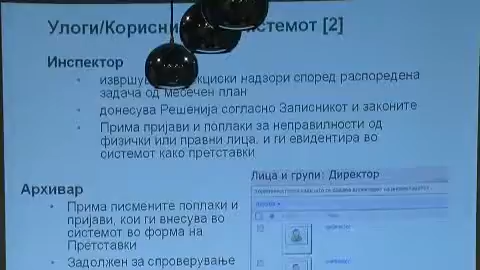 Улоги/Корисни стемот [2]
Инспектор
• извршу кциски надзори според распоредена
задача од месечен план
• донесува Решенија согласно Записникот и законите
• Прима пријави и поплаки за неправилности од
физички или правни лица, и ги евидентира во
системот како претставки
Архивар
• Прима писмените поплаки и
пријави, кои ги внесува во
системот во форма на
Претставки
• Задолжен за спроверување
Лица и групи: Директор